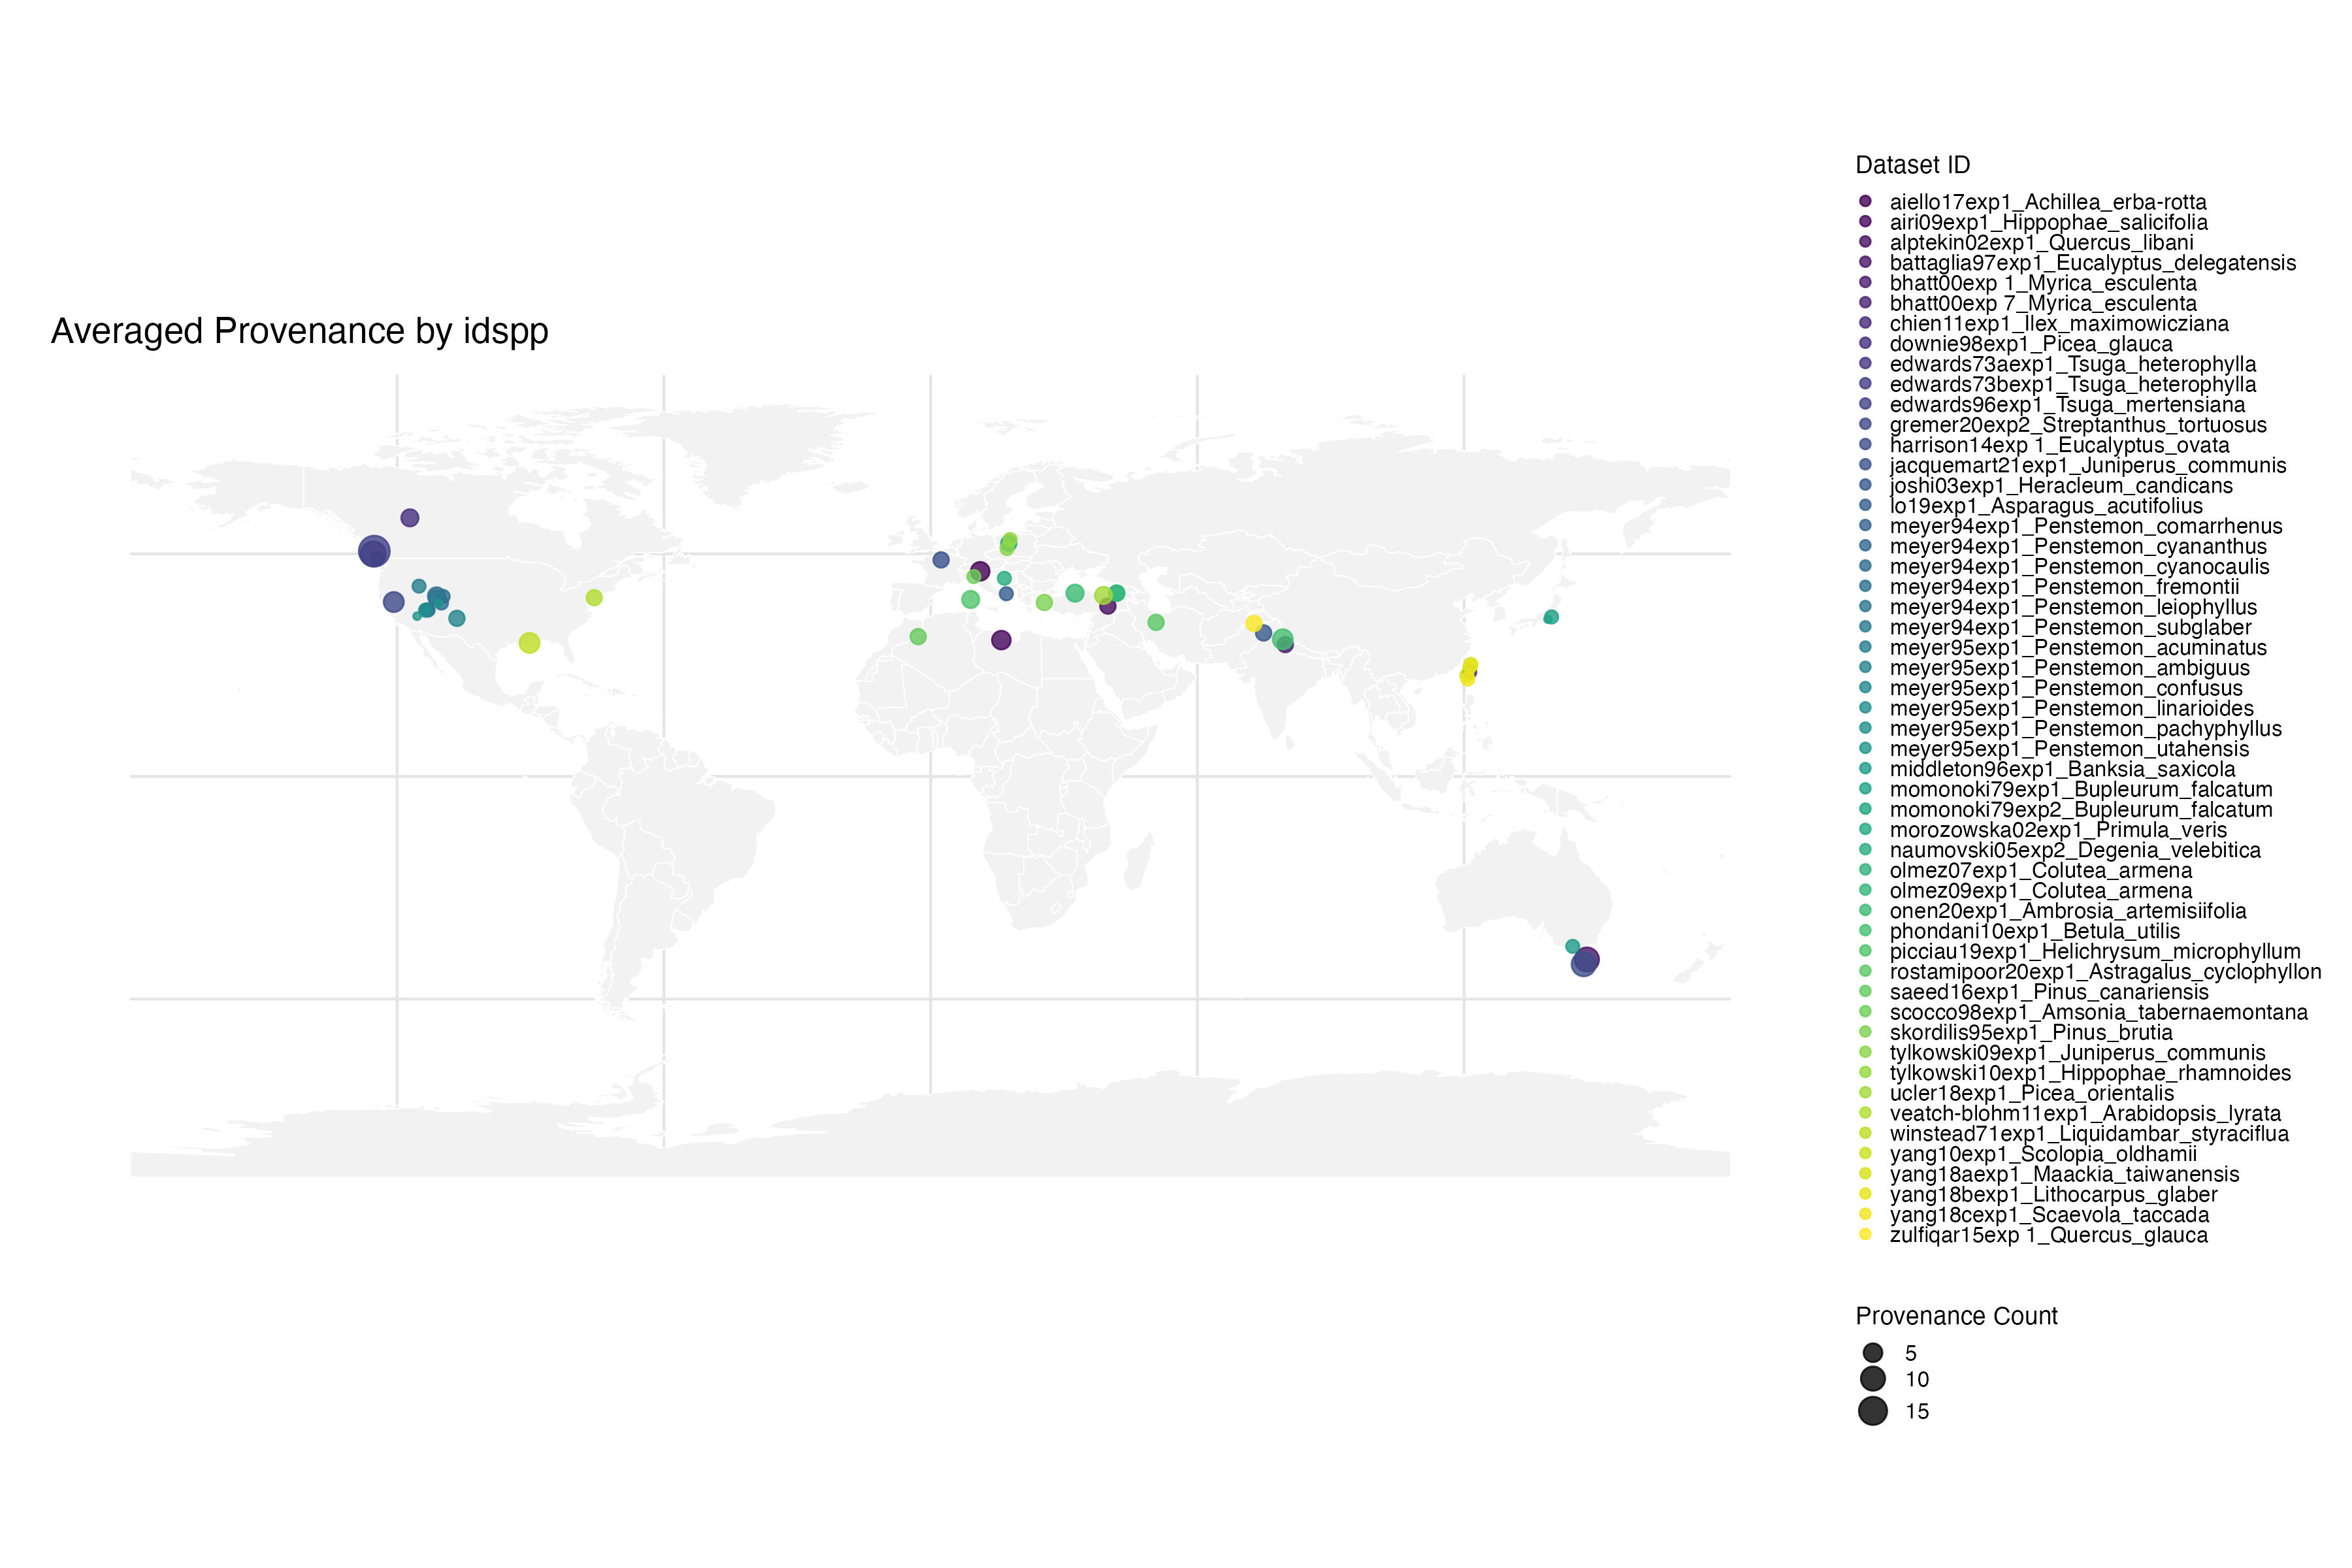 Averaged Provenance by idspp
Dataset ID
aiello17exp1_Achillea_erba-rotta
airi09exp1_Hippophae_salicifolia
alptekin02exp1_Quercus_libani
battaglia97exp1_Eucalyptus_delegatensis
bhatt00exp 1_Myrica_esculenta
bhatt00exp 7_Myrica_esculenta
chien11exp1_Ilex_maximowicziana
downie98exp1_Picea_glauca
edwards73aexp1_Tsuga_heterophylla
edwards73bexp1_Tsuga_heterophylla
edwards96exp1_Tsuga_mertensiana
gremer20exp2_Streptanthus_tortuosus
harrison14exp 1_Eucalyptus_ovata
jacquemart21exp1_Juniperus_communis
joshi03exp1_Heracleum_candicans
lo19exp1_Asparagus_acutifolius
meyer94exp1_Penstemon_comarrhenus
meyer94exp1_Penstemon_cyananthus
meyer94exp1_Penstemon_cyanocaulis
meyer94exp1_Penstemon_fremontii
meyer94exp1_Penstemon_leiophyllus
meyer94exp1_Penstemon_subglaber
meyer95exp1_Penstemon_acuminatus
meyer95exp1_Penstemon_ambiguus
meyer95exp1_Penstemon_confusus
meyer95exp1_Penstemon_linarioides
meyer95exp1_Penstemon_pachyphyllus
meyer95exp1_Penstemon_utahensis
middleton96exp1_Banksia_saxicola
momonoki79exp1_Bupleurum_falcatum
momonoki79exp2_Bupleurum_falcatum
morozowska02exp1_Primula_veris
naumovski05exp2_Degenia_velebitica
olmez07exp1_Colutea_armena
olmez09exp1_Colutea_armena
onen20exp1_Ambrosia_artemisiifolia
phondani10exp1_Betula_utilis
picciau19exp1_Helichrysum_microphyllum
rostamipoor20exp1_Astragalus_cyclophyllon
saeed16exp1_Pinus_canariensis
scocco98exp1_Amsonia_tabernaemontana
skordilis95exp1_Pinus_brutia
tylkowski09exp1_Juniperus_communis
tylkowski10exp1_Hippophae_rhamnoides
ucler18exp1_Picea_orientalis
veatch-blohm11exp1_Arabidopsis_lyrata
winstead71exp1_Liquidambar_styraciflua
yang10exp1_Scolopia_oldhamii
yang18aexp1_Maackia_taiwanensis
yang18bexp1_Lithocarpus_glaber
yang18cexp1_Scaevola_taccada
zulfiqar15exp 1_Quercus_glauca
Provenance Count
5
10
15